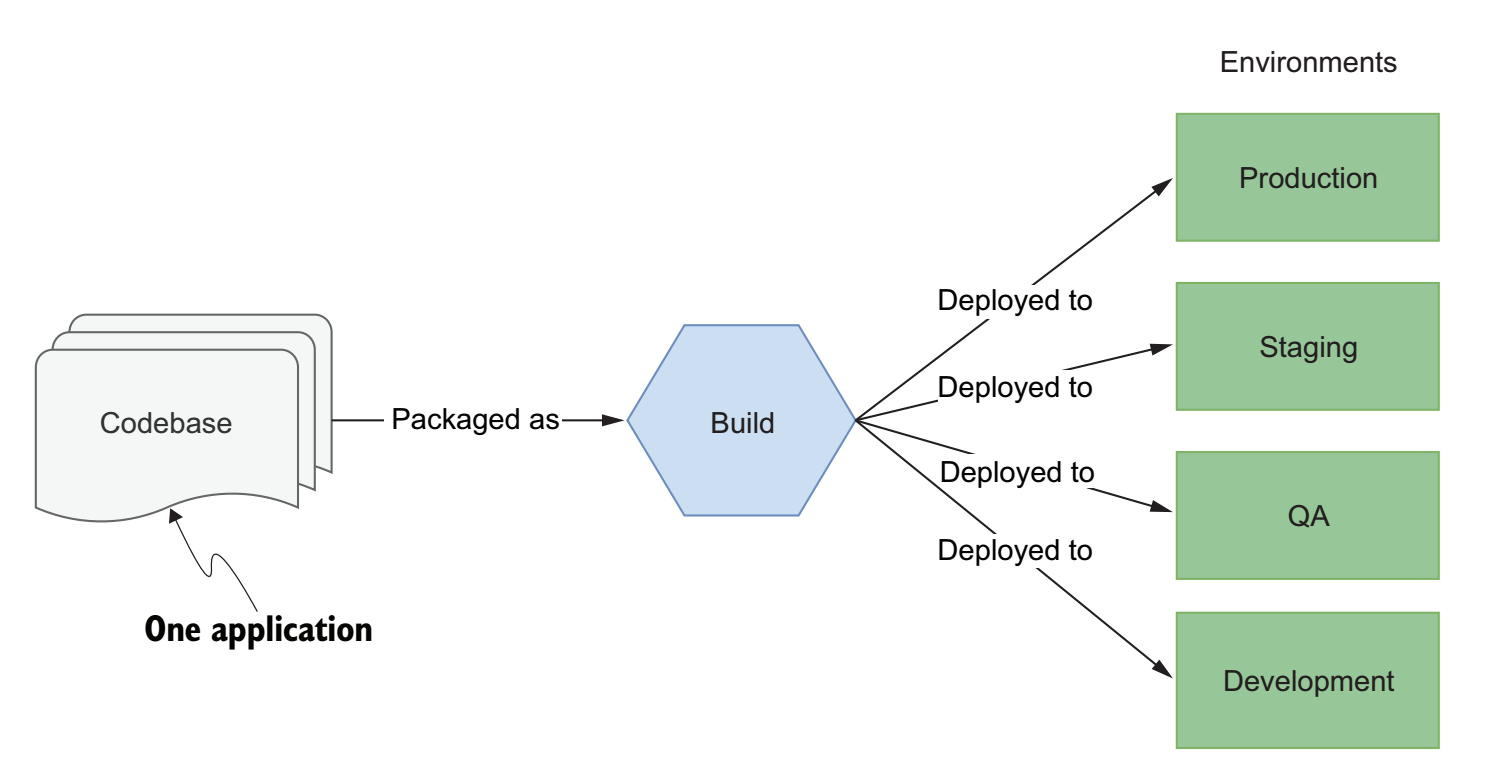 Environments
Production
Deployed to
Staging
Deployed to
Codebase
Packaged as
Build
Deployed to
QA
Deployed to
One application
Development